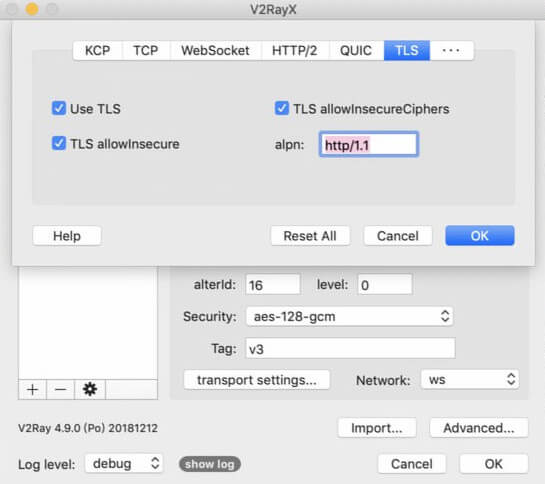 V2RayX
KCP TCP WebSocket HTTP/2 QUIC TLS ···
Use TLS TLS allowInsecureCiphers
TLS allowInsecure alpn: http/1.1
Help Reset All Cancel OK
alterId: 16 level: 0
Security: aes-128-gcm
Tag: v3
transport settings... Network: ws
V2Ray 4.9.0 (Po) 20181212 Import... Advanced...
Log level: debug show log Cancel OK